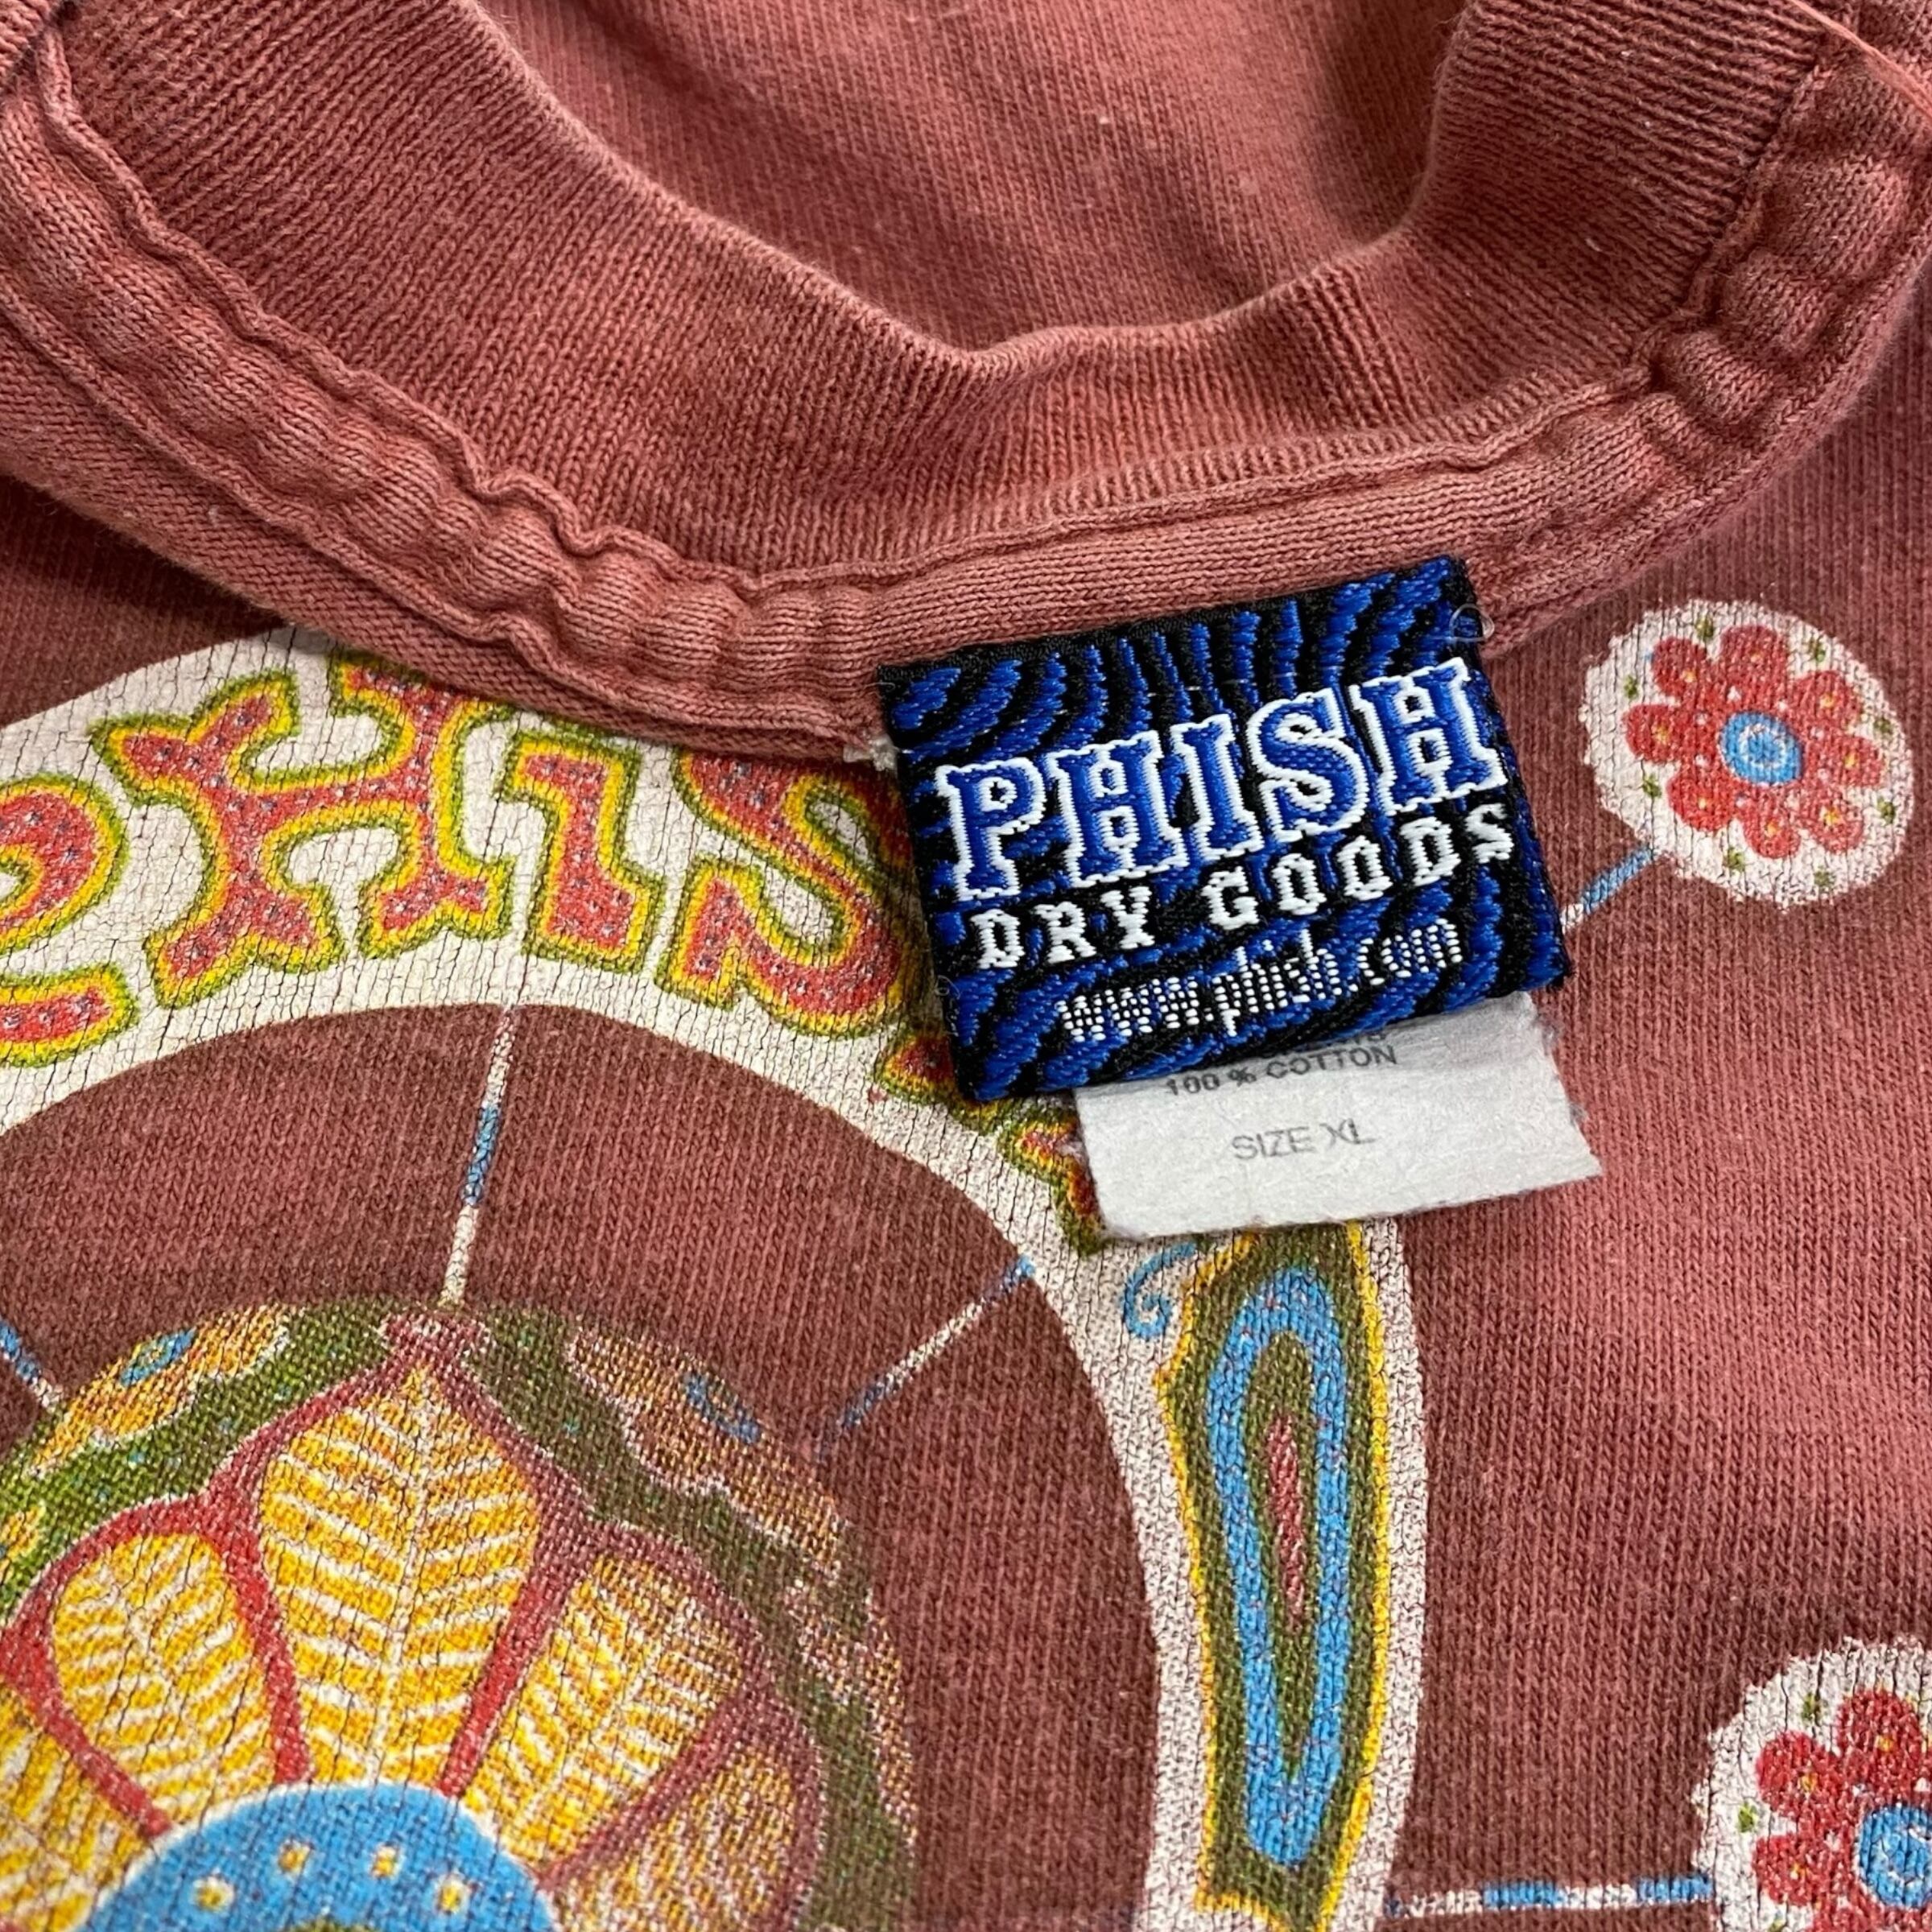 PHISH
PHISH
DRY GOODS
www.phish.com
100 % COTTON
SIZE XL